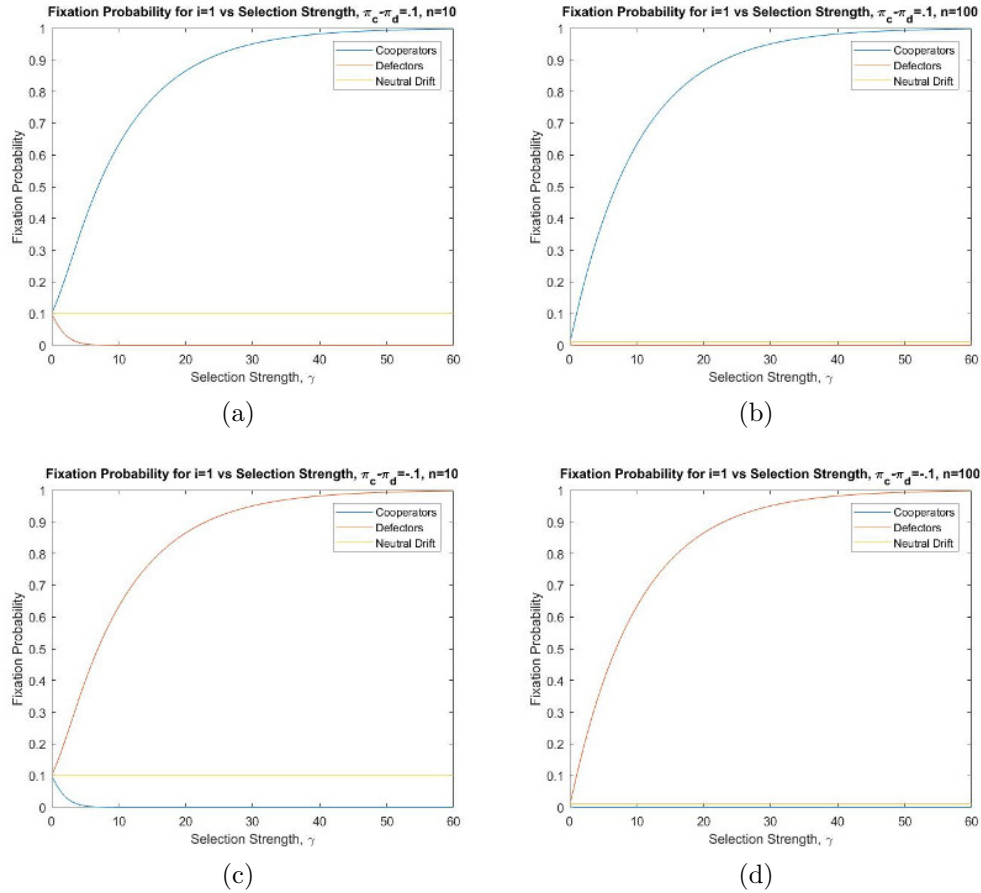 Fixation Probability for i=1 vs Selection Strength, π_c-π_d=.1, n=10
Fixation Probability
1
0.9
0.8
0.7
0.6
0.5
0.4
0.3
0.2
0.1
0
0 10 20 30 40 50 60
Selection Strength, γ
Cooperators
Defectors
Neutral Drift
(a)
Fixation Probability for i=1 vs Selection Strength, π_c-π_d=.1, n=100
Fixation Probability
1
0.9
0.8
0.7
0.6
0.5
0.4
0.3
0.2
0.1
0
0 10 20 30 40 50 60
Selection Strength, γ
Cooperators
Defectors
Neutral Drift
(b)
Fixation Probability for i=1 vs Selection Strength, π_c-π_d=-.1, n=10
Fixation Probability
1
0.9
0.8
0.7
0.6
0.5
0.4
0.3
0.2
0.1
0
0 10 20 30 40 50 60
Selection Strength, γ
Cooperators
Defectors
Neutral Drift
(c)
Fixation Probability for i=1 vs Selection Strength, π_c-π_d=-.1, n=100
Fixation Probability
1
0.9
0.8
0.7
0.6
0.5
0.4
0.3
0.2
0.1
0
0 10 20 30 40 50 60
Selection Strength, γ
Cooperators
Defectors
Neutral Drift
(d)